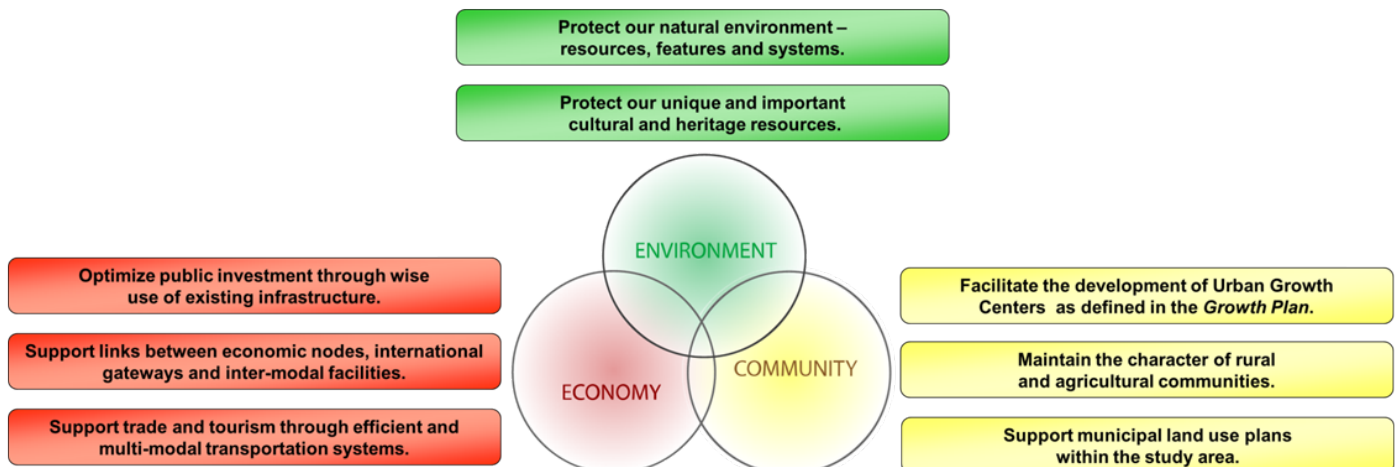 Protect our natural environment –
resources, features and systems.
Protect our unique and important
cultural and heritage resources.
ENVIRONMENT
ECONOMY
COMMUNITY
Optimize public investment through wise
use of existing infrastructure.
Support links between economic nodes, international
gateways and inter-modal facilities.
Support trade and tourism through efficient and
multi-modal transportation systems.
Facilitate the development of Urban Growth
Centers as defined in the Growth Plan.
Maintain the character of rural
and agricultural communities.
Support municipal land use plans
within the study area.